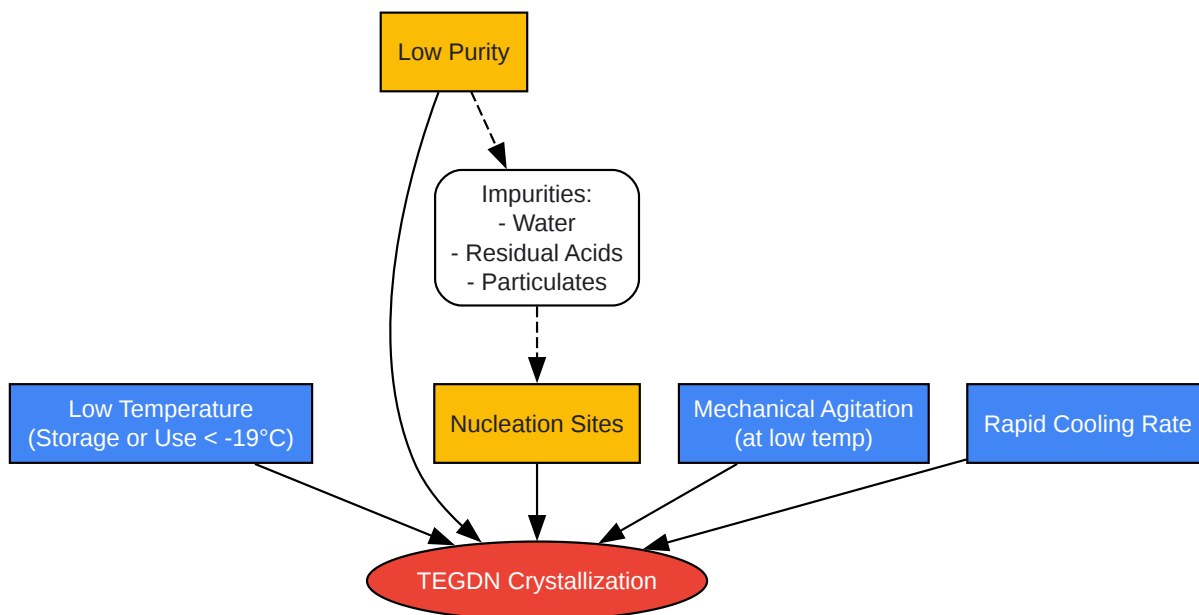 Low Purity
Impurities:
- Water
- Residual Acids
- Particulates
Low Temperature
(Storage or Use < -19°C)
Nucleation Sites
Mechanical Agitation
(at low temp)
Rapid Cooling Rate
TEGDN Crystallization